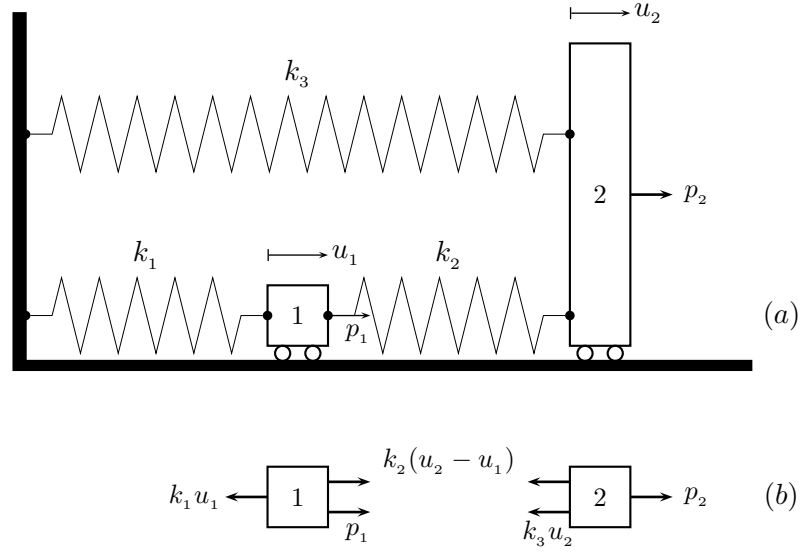 u₂
k₃
2
p₂
k₁
u₁
k₂
1
p₁
(a)
k₂(u₂ − u₁)
k₁u₁
1
2
p₂
(b)
p₁
k₃u₂